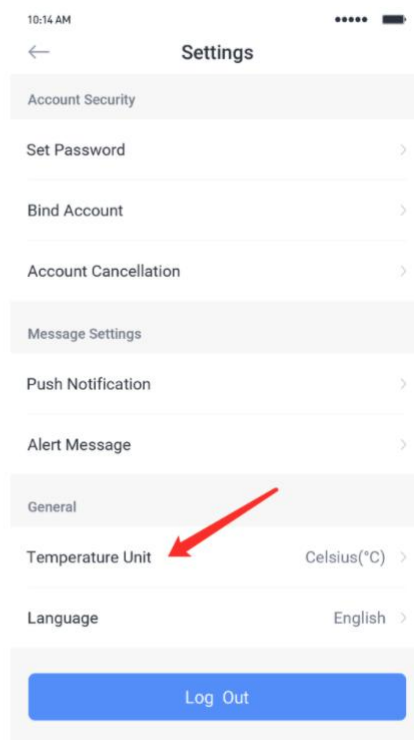 10:14 AM
Settings
Account Security
Set Password
Bind Account
Account Cancellation
Message Settings
Push Notification
Alert Message
General
Temperature Unit Celsius(°C)
Language English
Log Out